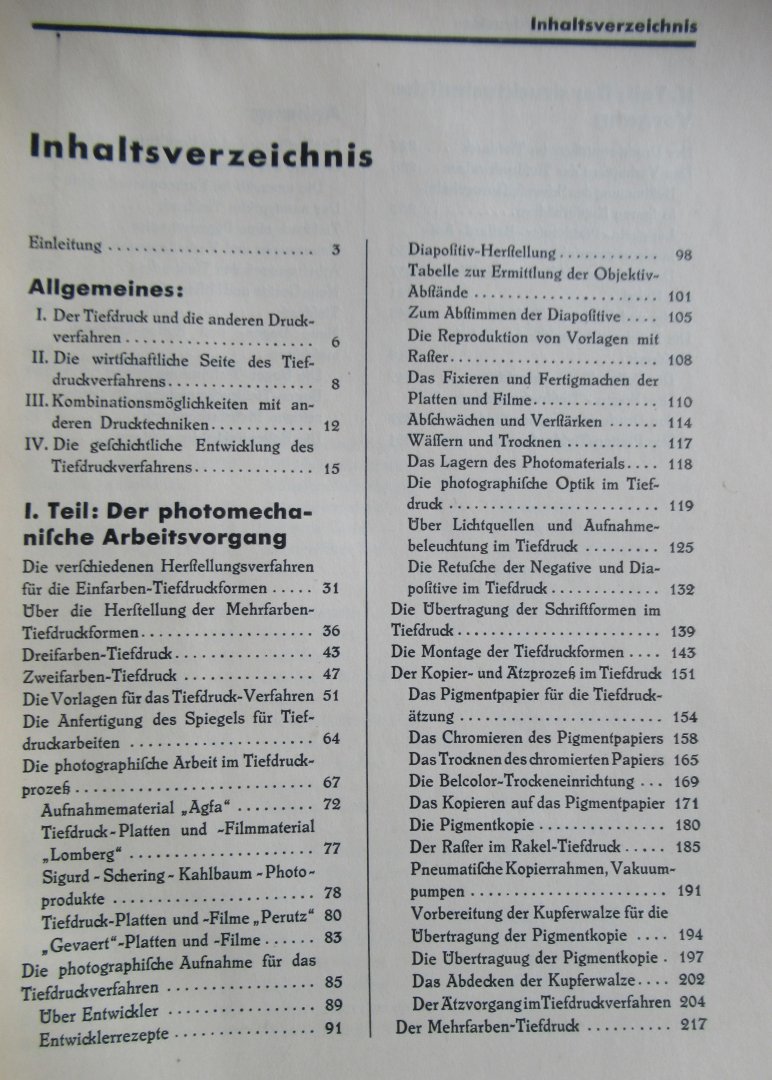 Inhaltsverzeichnis
Inhaltsverzeichnis
Einleitung ...................... 3
Allgemeines:
I. Der Tiefdruck und die anderen Druck-
verfahren ...................... 6
II. Die wirtſchaftliche Seite des Tief-
druckverfahrens ................ 8
III. Kombinationsmöglichkeiten mit an-
deren Drucktechniken ........... 12
IV. Die geſchichtliche Entwicklung des
Tiefdruckverfahrens ............. 15
I. Teil: Der photomecha-
niſche Arbeitsvorgang
Die verſchiedenen Herſtellungsverfahren
für die Einfarben-Tiefdruckformen ..... 31
Über die Herſtellung der Mehrfarben-
Tiefdruckformen ................... 36
Dreifarben-Tiefdruck ................ 43
Zweifarben-Tiefdruck ................ 47
Die Vorlagen für das Tiefdruck-Verfahren 51
Die Anfertigung des Spiegels für Tief-
druckarbeiten ..................... 64
Die photographiſche Arbeit im Tiefdruck-
prozeß ........................... 67
Aufnahmematerial „Agfa“ ......... 72
Tiefdruck-Platten und -Filmmaterial
„Lomberg“ ..................... 77
Sigurd-Schering-Kahlbaum-Photo-
produkte ...................... 78
Tiefdruck-Platten und -Filme „Perutz“ 80
„Gevaert“-Platten und -Filme ...... 83
Die photographiſche Aufnahme für das
Tiefdruckverfahren ................. 85
Über Entwickler .................. 89
Entwicklerrezepte ................. 91
Diapoſitiv-Herſtellung ............ 98
Tabelle zur Ermittlung der Objektiv-
Abſtände ...................... 101
Zum Abſtimmen der Diapoſitive .... 105
Die Reproduktion von Vorlagen mit
Raſter ......................... 108
Das Fixieren und Fertigmachen der
Platten und Filme ............... 110
Abſchwächen und Verſtärken ...... 114
Wäſſern und Trocknen ........... 117
Das Lagern des Photomaterials .... 118
Die photographiſche Optik im Tief-
druck ......................... 119
Über Lichtquellen und Aufnahme-
beleuchtung im Tiefdruck ......... 125
Die Retuſche der Negative und Dia-
poſitive im Tiefdruck ............. 132
Die Übertragung der Schriftformen im
Tiefdruck ......................... 139
Die Montage der Tiefdruckformen .... 143
Der Kopier- und Ätzprozeß im Tiefdruck 151
Das Pigmentpapier für die Tiefdruck-
ätzung ........................ 154
Das Chromieren des Pigmentpapiers 158
Das Trocknen des chromierten Papiers 165
Die Belcolor-Trockeneinrichtung ... 169
Das Kopieren auf das Pigmentpapier 171
Die Pigmentkopie ............... 180
Der Raſter im Rakel-Tiefdruck ..... 185
Pneumatiſche Kopierrahmen, Vakuum-
pumpen ....................... 191
Vorbereitung der Kupferwalze für die
Übertragung der Pigmentkopie .... 194
Die Übertraguug der Pigmentkopie . 197
Das Abdecken der Kupferwalze .... 202
Der Ätzvorgang im Tiefdruckverfahren 204
Der Mehrfarben-Tiefdruck .......... 217